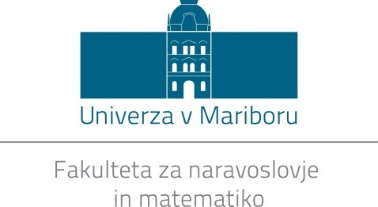 Univerza v Mariboru
Fakulteta za naravoslovje
in matematiko